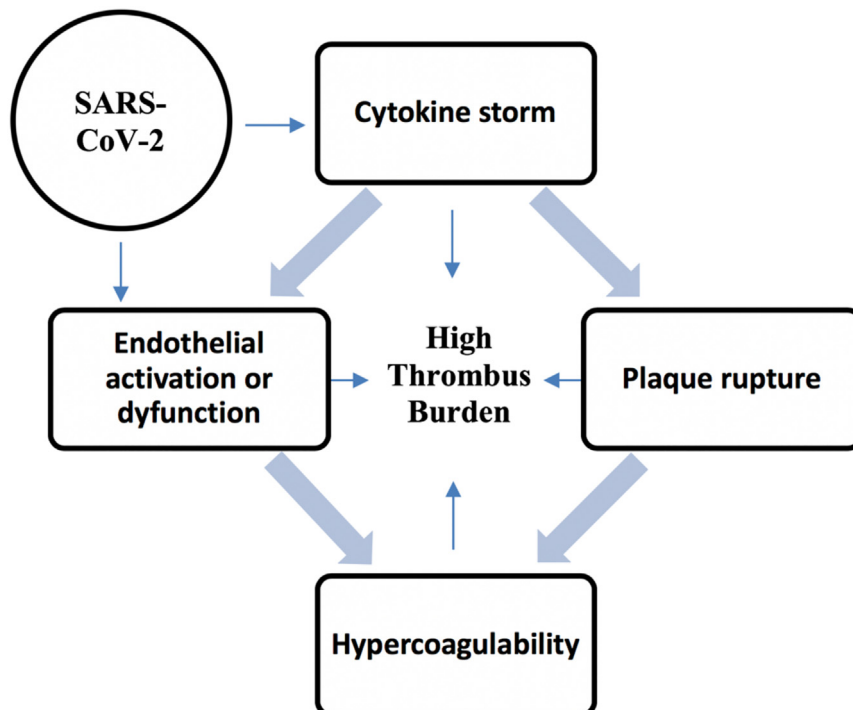 SARS-
CoV-2
Cytokine storm
Endothelial
activation or
dyfunction
High
Thrombus
Burden
Plaque rupture
Hypercoagulability